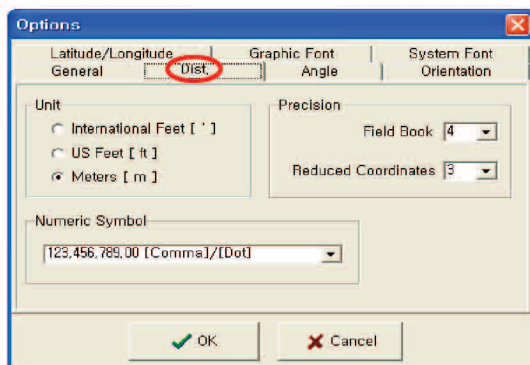 Options
Latitude/Longitude Graphic Font System Font
General Dist. Angle Orientation
Unit
International Feet [ ' ]
US Feet [ ft ]
Meters [ m ]
Precision
Field Book 4
Reduced Coordinates 3
Numeric Symbol
123,456,789.00 [Comma]/[Dot]
OK Cancel